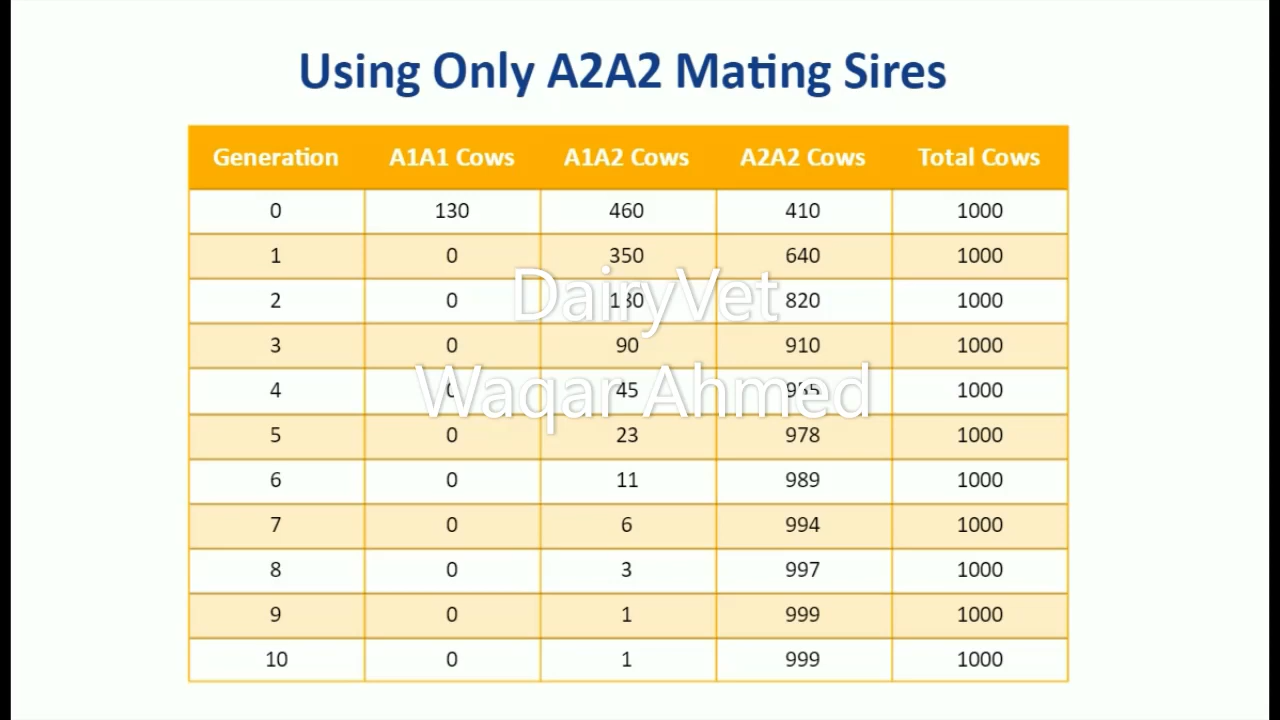 Using Only A2A2 Mating Sires
Generation A1A1 Cows A1A2 Cows A2A2 Cows Total Cows
0 130 460 410 1000
1 0 350 640 1000
2 0 180 820 1000
3 0 90 910 1000
4 0 45 955 1000
5 0 23 978 1000
6 0 11 989 1000
7 0 6 994 1000
8 0 3 997 1000
9 0 1 999 1000
10 0 1 999 1000
DairyVet
Waqar Ahmed